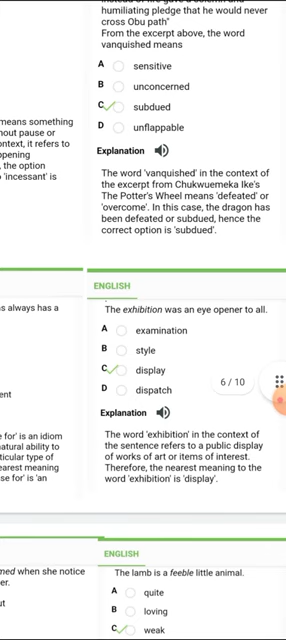 humiliating pledge that he would never
cross Obu path"
From the excerpt above, the word
vanquished means
A sensitive
B unconcerned
C subdued
D unflappable
Explanation
The word 'vanquished' in the context of
the excerpt from Chukwuemeka Ike's
The Potter's Wheel means 'defeated' or
'overcome'. In this case, the dragon has
been defeated or subdued, hence the
correct option is 'subdued'.
means something
hout pause or
ontext, it refers to
opening
, the option
'incessant' is
ENGLISH
The exhibition was an eye opener to all.
A examination
B style
C display
D dispatch
6 / 10
Explanation
The word 'exhibition' in the context of
the sentence refers to a public display
of works of art or items of interest.
Therefore, the nearest meaning to the
word 'exhibition' is 'display'.
s always has a
ent
e for' is an idiom
natural ability to
ticular type of
earest meaning
se for' is 'an
ENGLISH
The lamb is a feeble little animal.
A quite
B loving
C weak
med when she notice
er.
ut